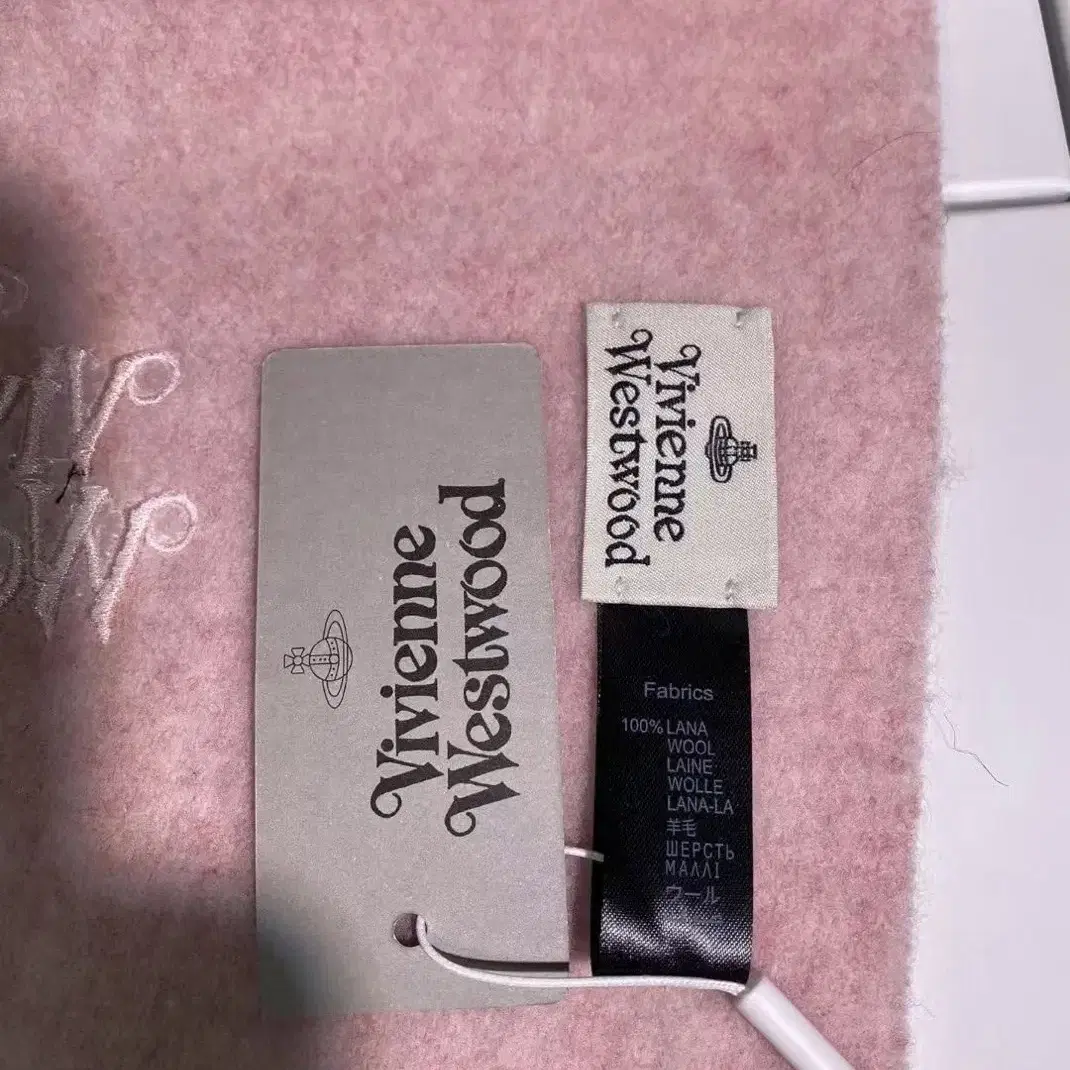 Vivienne
Westwood
Vivienne
Westwood
Fabrics
100% LANA
WOOL
LAINE
WOLLE
LANA-LA
羊毛
ШЕРСТЬ
ΜΑΛΛΙ
ウール